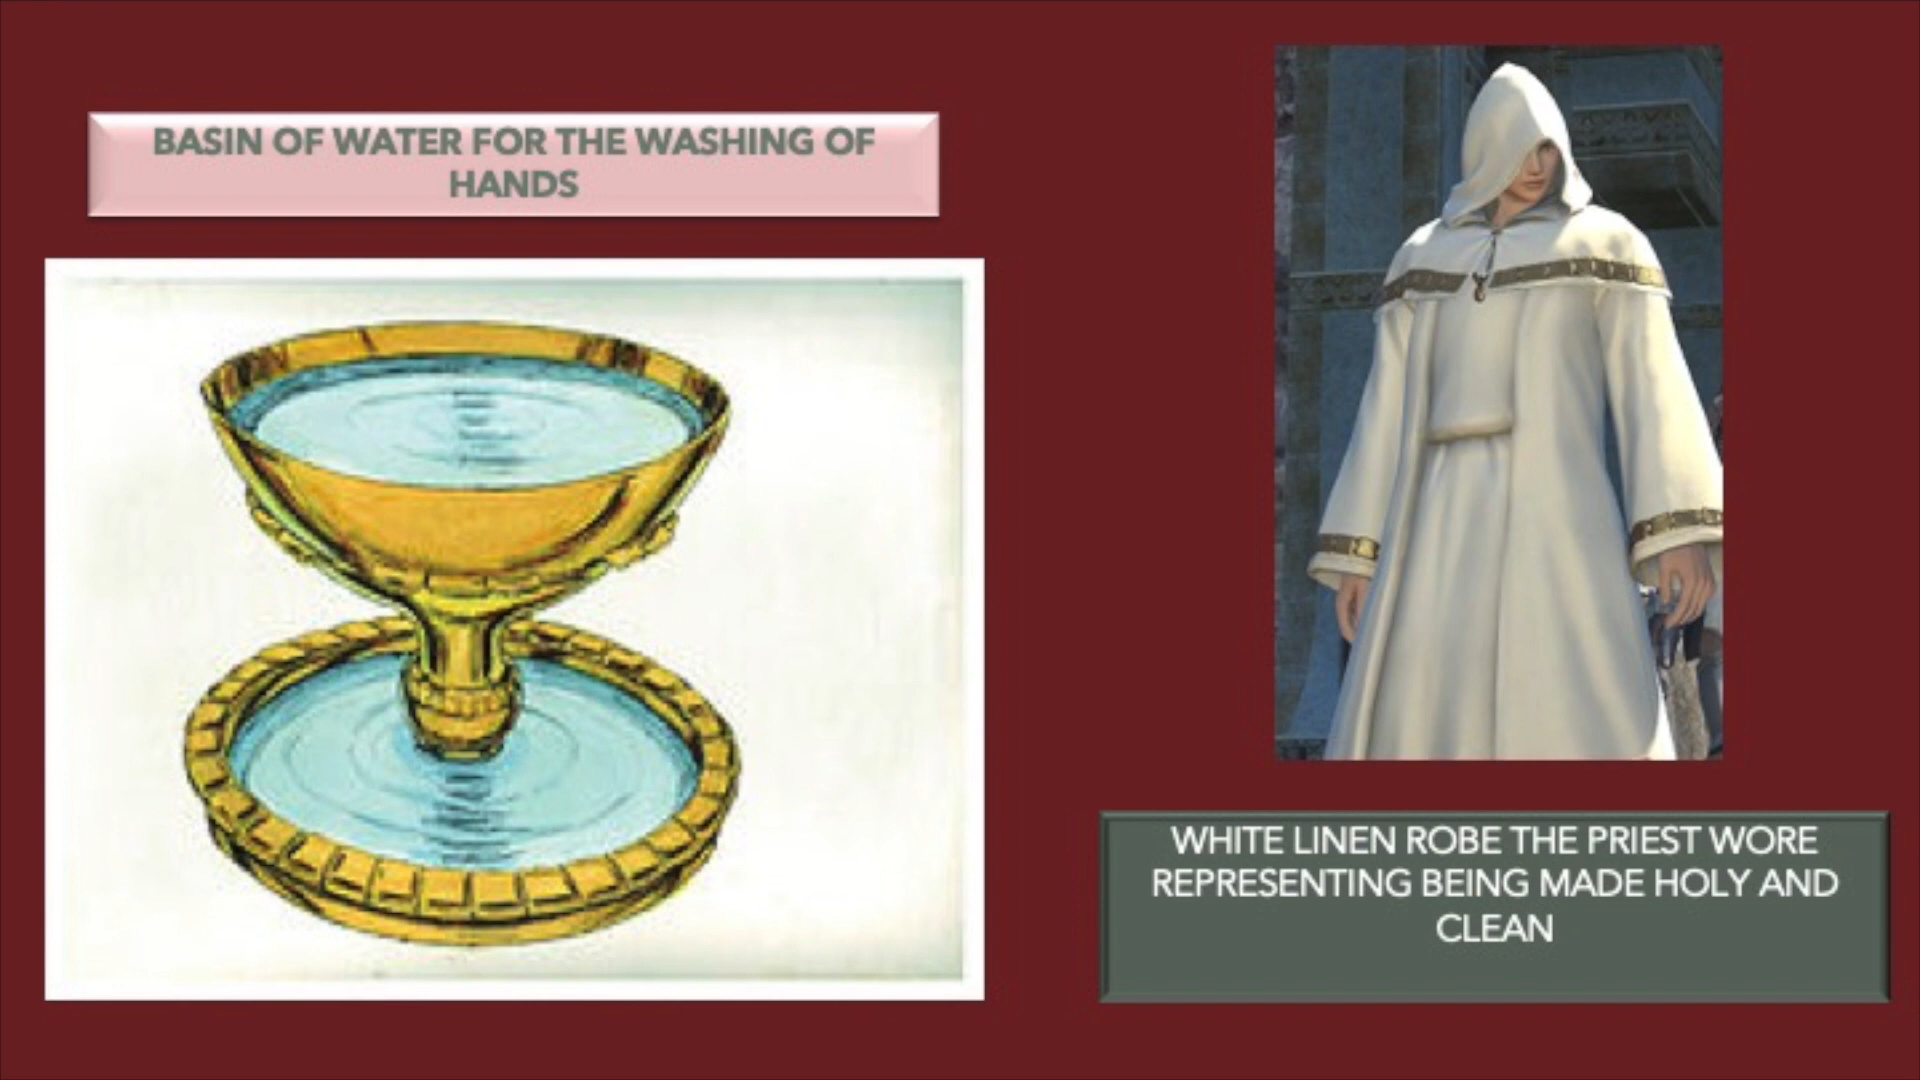 BASIN OF WATER FOR THE WASHING OF
HANDS
WHITE LINEN ROBE THE PRIEST WORE
REPRESENTING BEING MADE HOLY AND
CLEAN